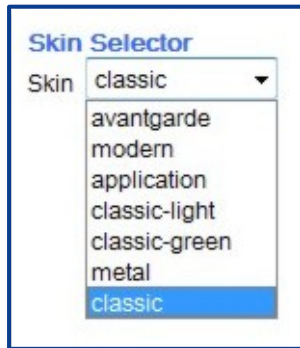 Skin Selector
Skin classic
avantgarde
modern
application
classic-light
classic-green
metal
classic